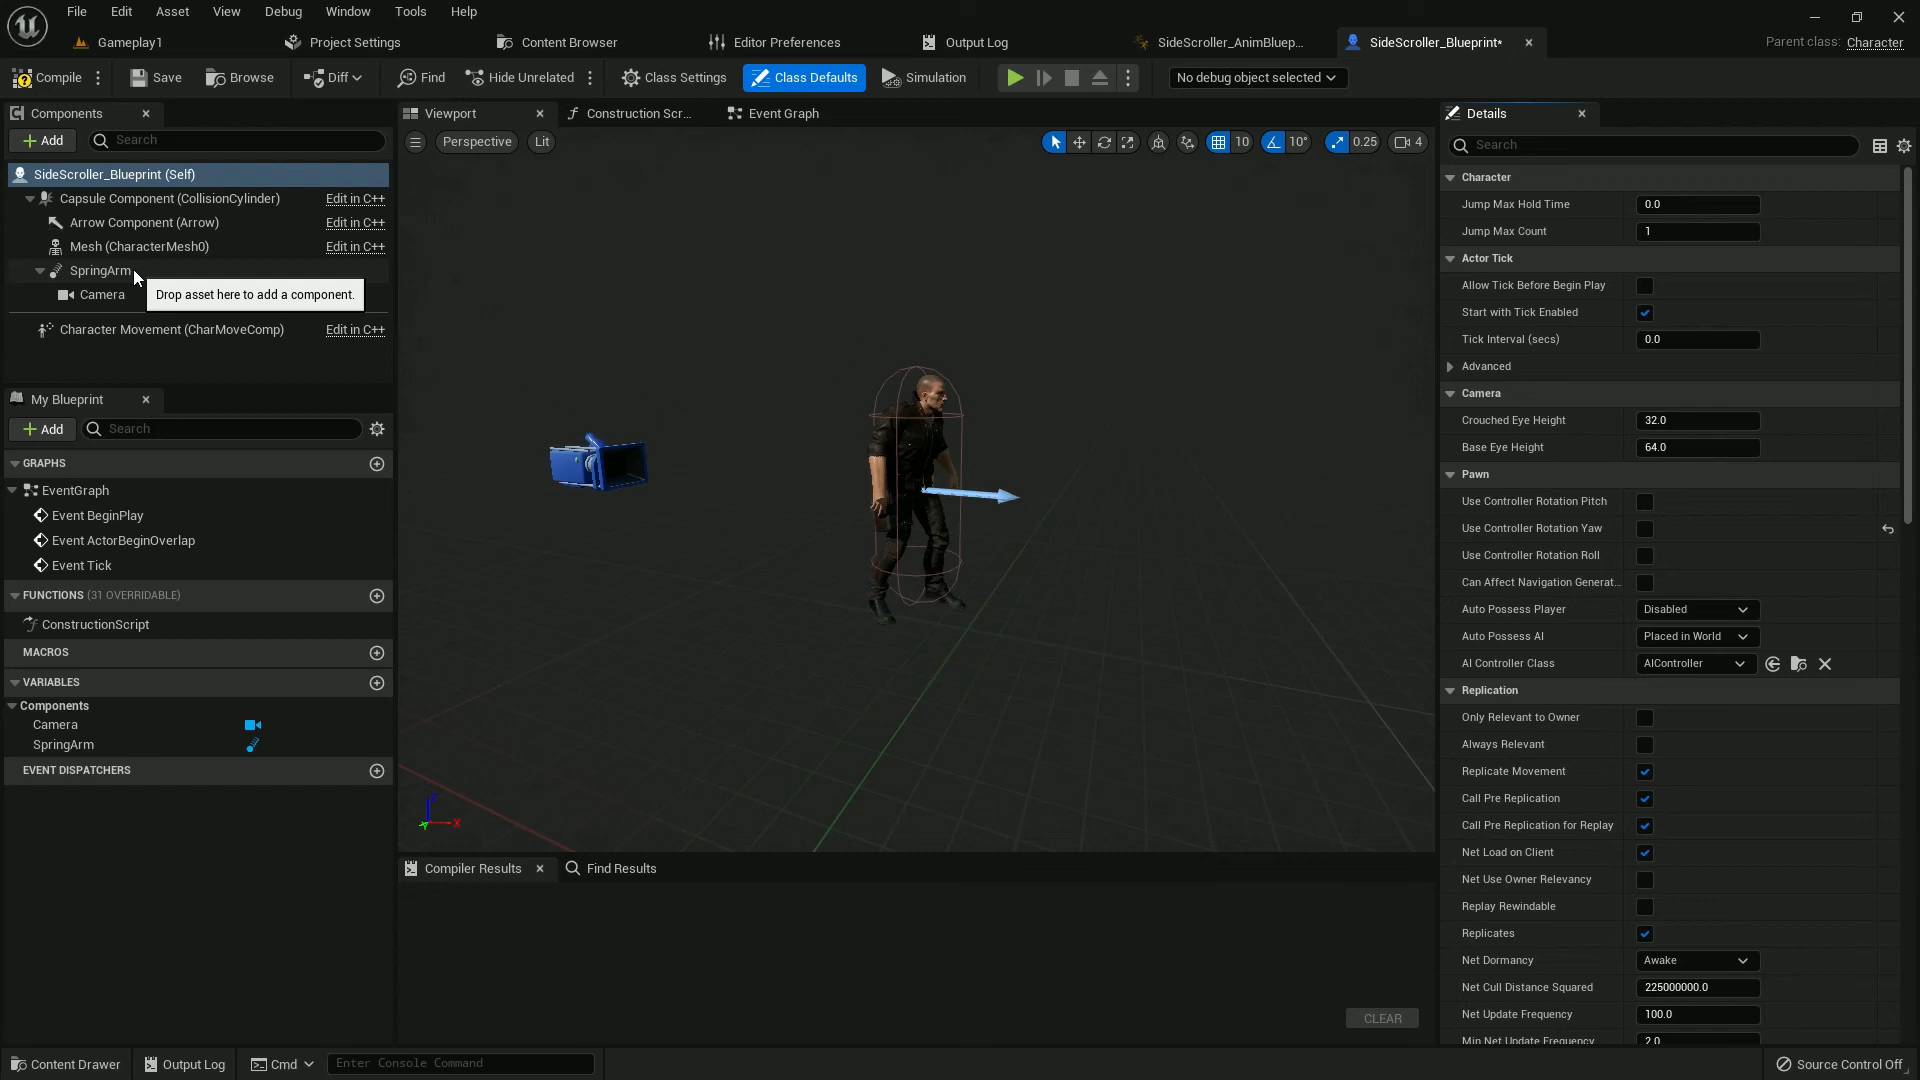 File Edit Asset View Debug Window Tools Help
Gameplay1 Project Settings Content Browser Editor Preferences Output Log SideScroller_AnimBluep... SideScroller_Blueprint* Parent class: Character
Compile Save Browse Diff Find Hide Unrelated Class Settings Class Defaults Simulation No debug object selected
Components
Add Search
SideScroller_Blueprint (Self)
Capsule Component (CollisionCylinder) Edit in C++
Arrow Component (Arrow) Edit in C++
Mesh (CharacterMesh0) Edit in C++
SpringArm
Camera
Drop asset here to add a component.
Character Movement (CharMoveComp) Edit in C++
My Blueprint
Add Search
GRAPHS
EventGraph
Event BeginPlay
Event ActorBeginOverlap
Event Tick
FUNCTIONS (31 OVERRIDABLE)
ConstructionScript
MACROS
VARIABLES
Components
Camera
SpringArm
EVENT DISPATCHERS
Viewport Construction Scr... Event Graph
Perspective Lit 10 10° 0.25 4
Z
X
Y
Compiler Results Find Results
CLEAR
Details
Search
Character
Jump Max Hold Time 0.0
Jump Max Count 1
Actor Tick
Allow Tick Before Begin Play
Start with Tick Enabled
Tick Interval (secs) 0.0
Advanced
Camera
Crouched Eye Height 32.0
Base Eye Height 64.0
Pawn
Use Controller Rotation Pitch
Use Controller Rotation Yaw
Use Controller Rotation Roll
Can Affect Navigation Generat...
Auto Possess Player Disabled
Auto Possess AI Placed in World
AI Controller Class AIController
Replication
Only Relevant to Owner
Always Relevant
Replicate Movement
Call Pre Replication
Call Pre Replication for Replay
Net Load on Client
Net Use Owner Relevancy
Replay Rewindable
Replicates
Net Dormancy Awake
Net Cull Distance Squared 225000000.0
Net Update Frequency 100.0
Min Net Update Frequency 2.0
Content Drawer Output Log Cmd Enter Console Command Source Control Off